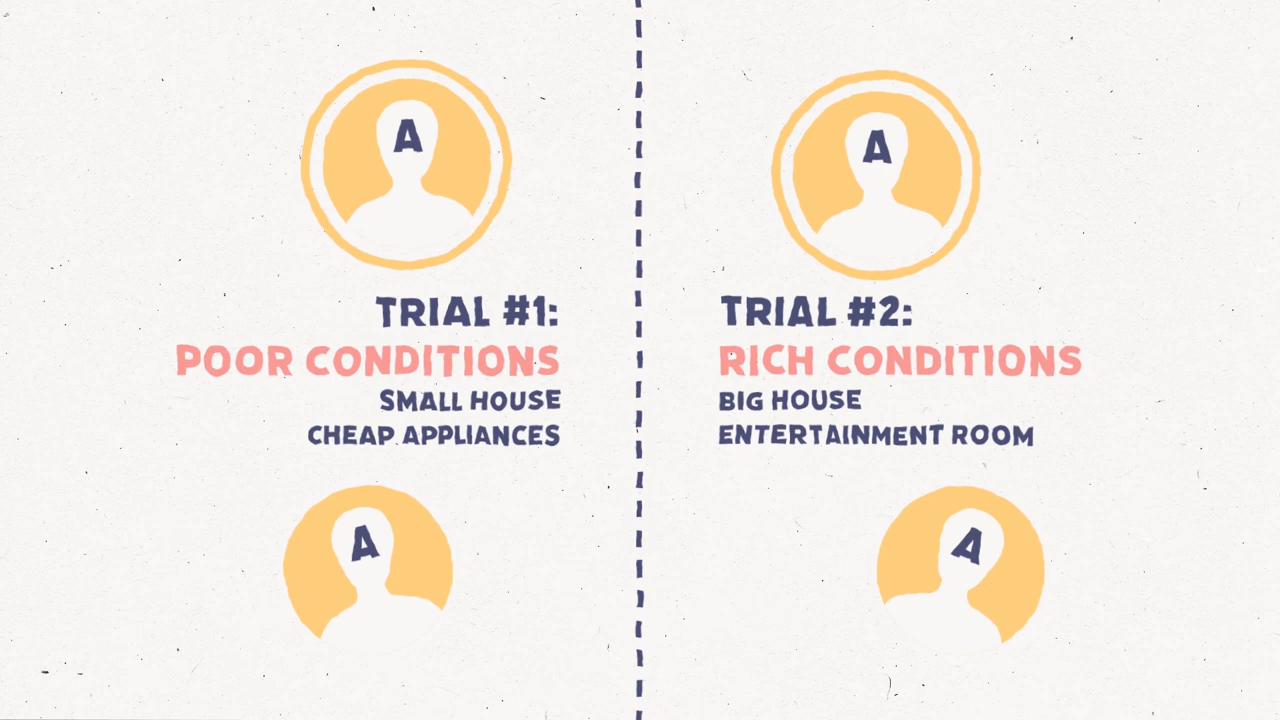 A
TRIAL #1:
POOR CONDITIONS
SMALL HOUSE
CHEAP APPLIANCES
A
A
TRIAL #2:
RICH CONDITIONS
BIG HOUSE
ENTERTAINMENT ROOM
A